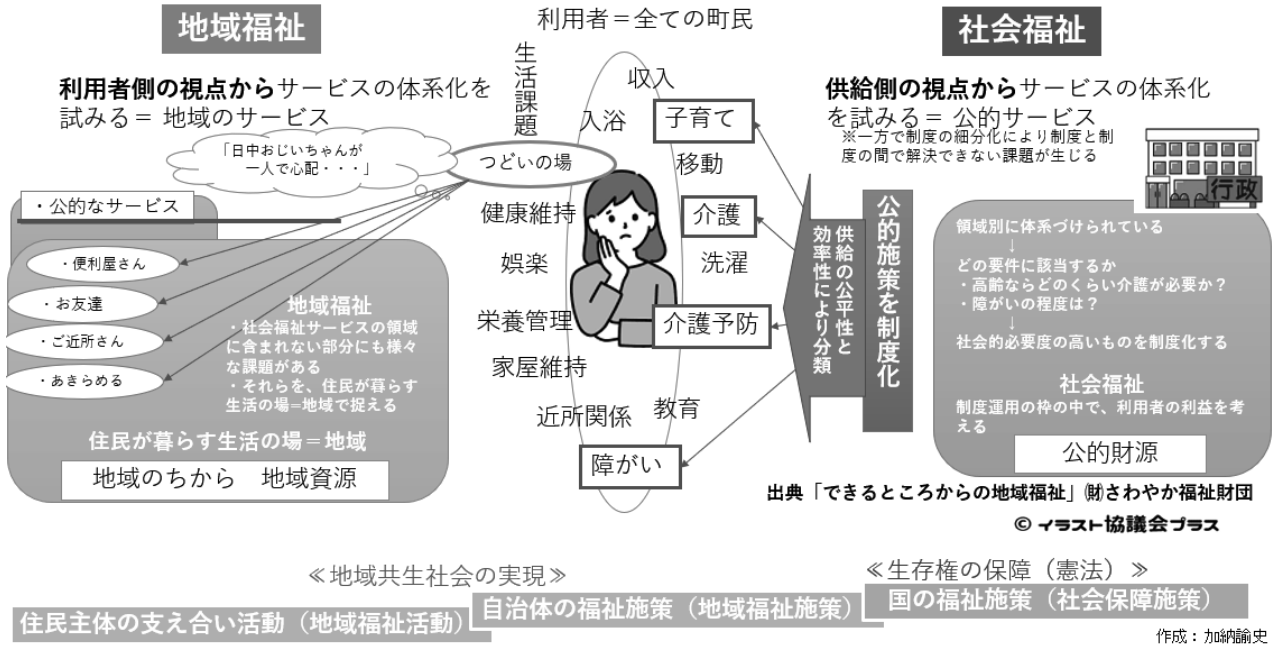 地域福祉
利用者＝全ての町民
社会福祉
利用者側の視点からサービスの体系化を
試みる＝ 地域のサービス
供給側の視点からサービスの体系化
を試みる＝ 公的サービス
※一方で制度の細分化により制度と制
度の間で解決できない課題が生じる
行政
「日中おじいちゃんが
一人で心配・・・」
つどいの場
・公的なサービス
・便利屋さん
・お友達
・ご近所さん
・あきらめる
地域福祉
・社会福祉サービスの領域
に含まれない部分にも様々
な課題がある
・それらを、住民が暮らす
生活の場=地域で捉える
住民が暮らす生活の場＝地域
地域のちから　地域資源
生活課題
収入
入浴
子育て
移動
健康維持
介護
娯楽
洗濯
栄養管理
介護予防
家屋維持
近所関係
教育
障がい
供給の公平性と
効率性により分類
公的施策を制度化
領域別に体系づけられている
↓
どの要件に該当するか
・高齢ならどのくらい介護が必要か？
・障がいの程度は？
↓
社会的必要度の高いものを制度化する
社会福祉
制度運用の枠の中で、利用者の利益を考
える
公的財源
出典「できるところからの地域福祉」㈶さわやか福祉財団
© イラスト協議会プラス
≪地域共生社会の実現≫
≪生存権の保障（憲法）≫
住民主体の支え合い活動（地域福祉活動）
自治体の福祉施策（地域福祉施策）
国の福祉施策（社会保障施策）
作成：加納諭史